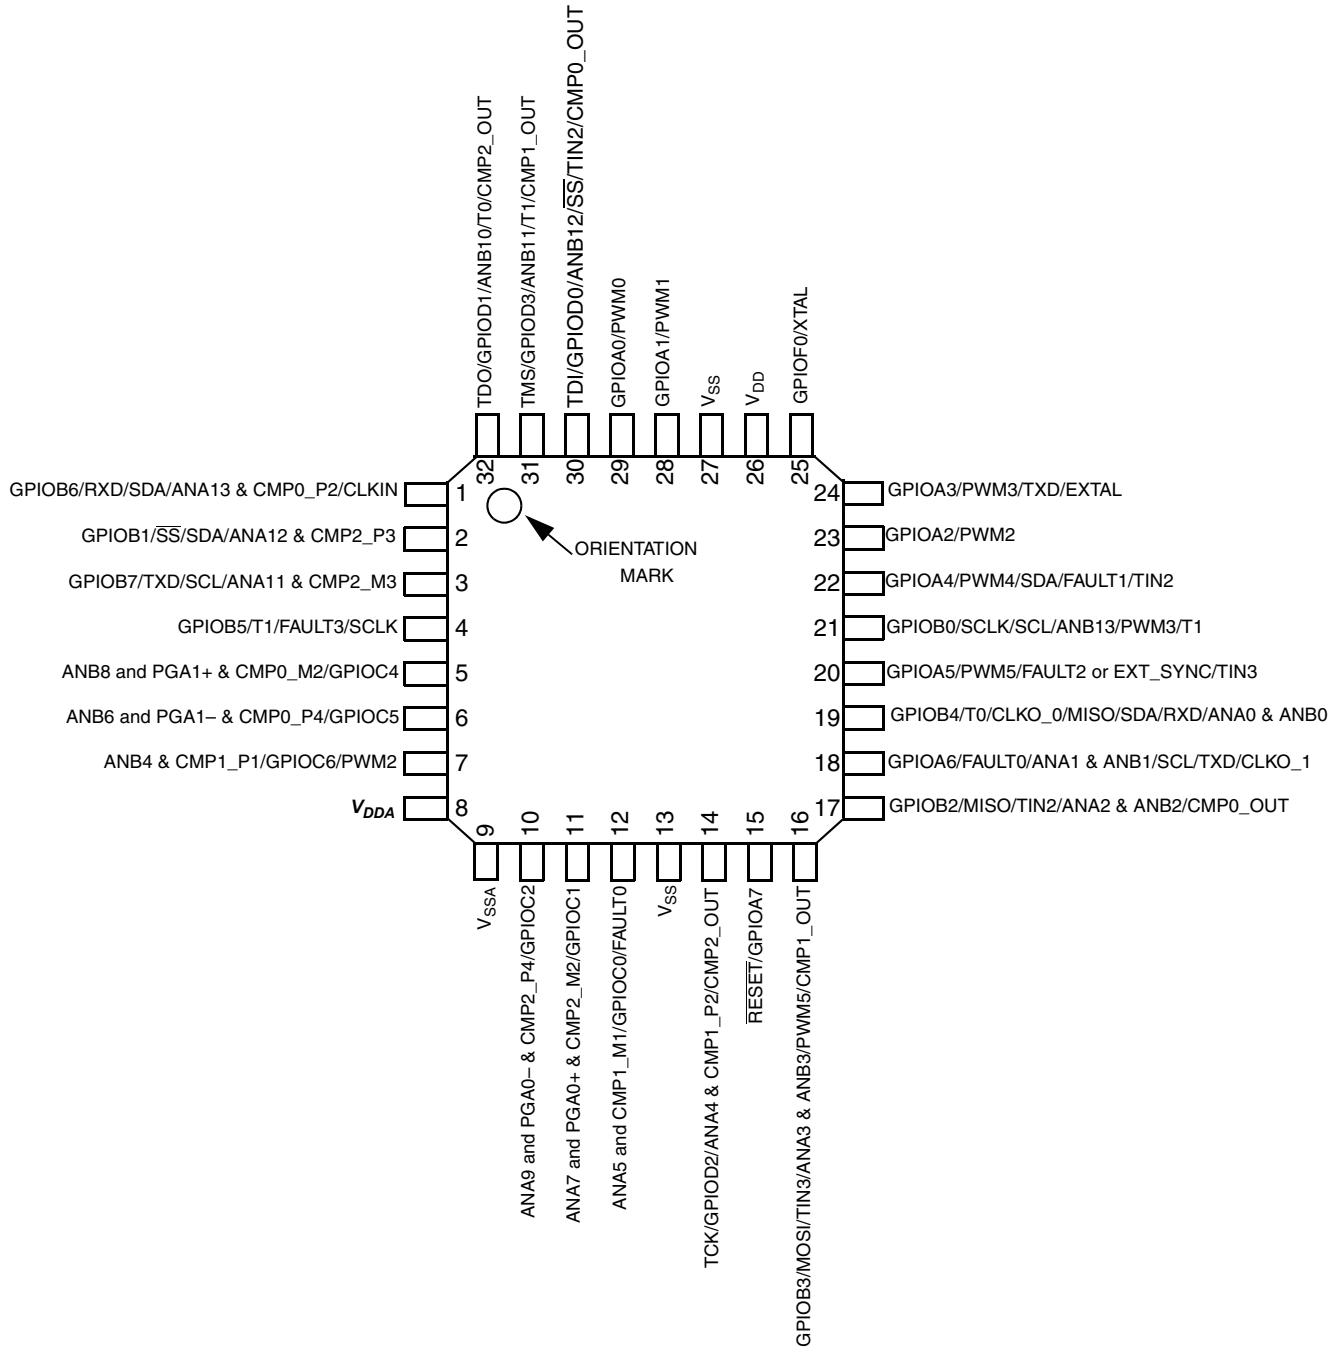 TDO/GPIOD1/ANB10/T0/CMP2_OUT
TMS/GPIOD3/ANB11/T1/CMP1_OUT
TDI/GPIOD0/ANB12/SS/TIN2/CMP0_OUT
GPIOA0/PWM0
GPIOA1/PWM1
VSS
VDD
GPIOF0/XTAL
32
31
30
29
28
27
26
25
GPIOB6/RXD/SDA/ANA13 & CMP0_P2/CLKIN
1
GPIOB1/SS/SDA/ANA12 & CMP2_P3
2
GPIOB7/TXD/SCL/ANA11 & CMP2_M3
3
GPIOB5/T1/FAULT3/SCLK
4
ANB8 and PGA1+ & CMP0_M2/GPIOC4
5
ANB6 and PGA1– & CMP0_P4/GPIOC5
6
ANB4 & CMP1_P1/GPIOC6/PWM2
7
VDDA
8
ORIENTATION
MARK
24
GPIOA3/PWM3/TXD/EXTAL
23
GPIOA2/PWM2
22
GPIOA4/PWM4/SDA/FAULT1/TIN2
21
GPIOB0/SCLK/SCL/ANB13/PWM3/T1
20
GPIOA5/PWM5/FAULT2 or EXT_SYNC/TIN3
19
GPIOB4/T0/CLKO_0/MISO/SDA/RXD/ANA0 & ANB0
18
GPIOA6/FAULT0/ANA1 & ANB1/SCL/TXD/CLKO_1
17
GPIOB2/MISO/TIN2/ANA2 & ANB2/CMP0_OUT
9
10
11
12
13
14
15
16
VSSA
ANA9 and PGA0– & CMP2_P4/GPIOC2
ANA7 and PGA0+ & CMP2_M2/GPIOC1
ANA5 and CMP1_M1/GPIOC0/FAULT0
VSS
TCK/GPIOD2/ANA4 & CMP1_P2/CMP2_OUT
RESET/GPIOA7
GPIOB3/MOSI/TIN3/ANA3 & ANB3/PWM5/CMP1_OUT